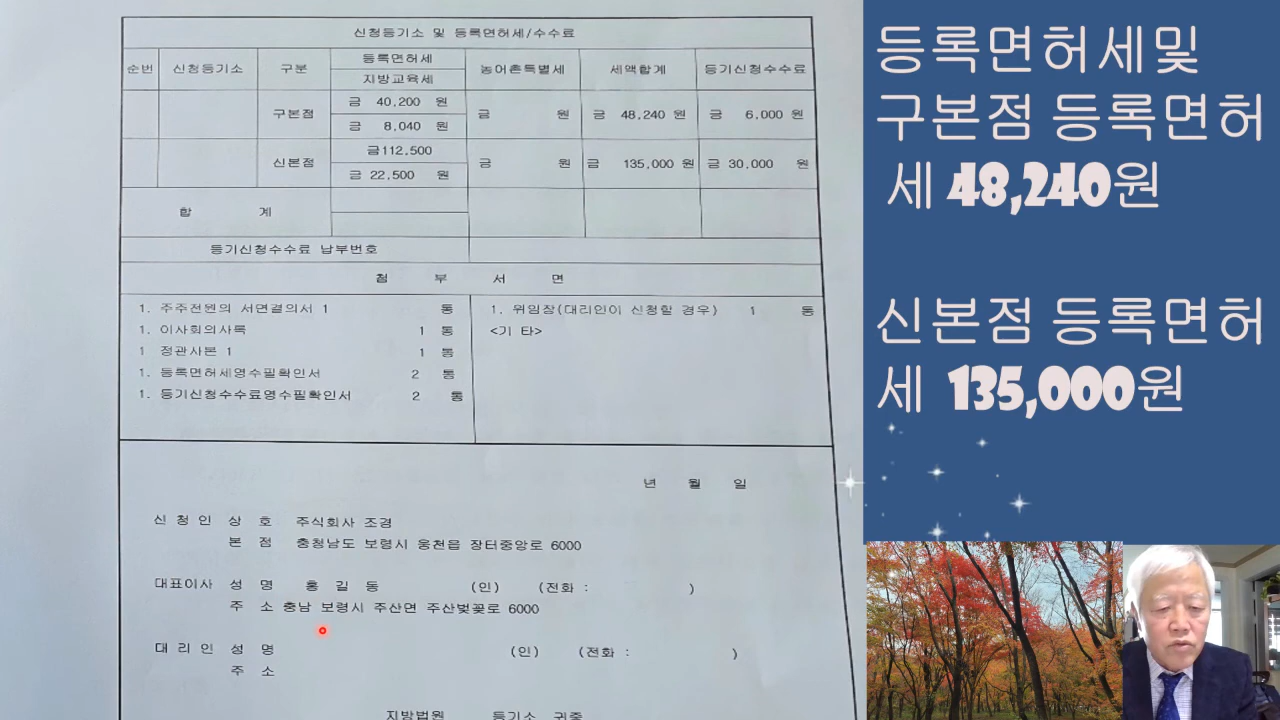 신청등기소 및 등록면허세/수수료
순번 신청등기소 구분 등록면허세 지방교육세 농어촌특별세 세액합계 등기신청수수료
구본점 금 40,200 원 금 원 금 48,240 원 금 6,000 원
금 8,040 원
신본점 금112,500 금 원 금 135,000 원 금 30,000 원
금 22,500 원
합 계
등기신청수수료 납부번호
첨 부 서 면
1. 주주전원의 서면결의서 1 통
1. 이사회의사록 1 통
1 정관사본 1 1 통
1. 등록면허세영수필확인서 2 통
1. 등기신청수수료영수필확인서 2 통
1. 위임장(대리인이 신청할 경우) 1 통
<기 타>
년 월 일
신 청 인 상 호 주식회사 조경
본 점 충청남도 보령시 웅천읍 장터중앙로 6000
대표이사 성 명 홍 길 동 (인) (전화 : )
주 소 충남 보령시 주산면 주산벚꽃로 6000
대 리 인 성 명 (인) (전화 : )
주 소
지방법원 등기소 귀중
등록면허세및
구본점 등록면허
세 48,240원
신본점 등록면허
세 135,000원